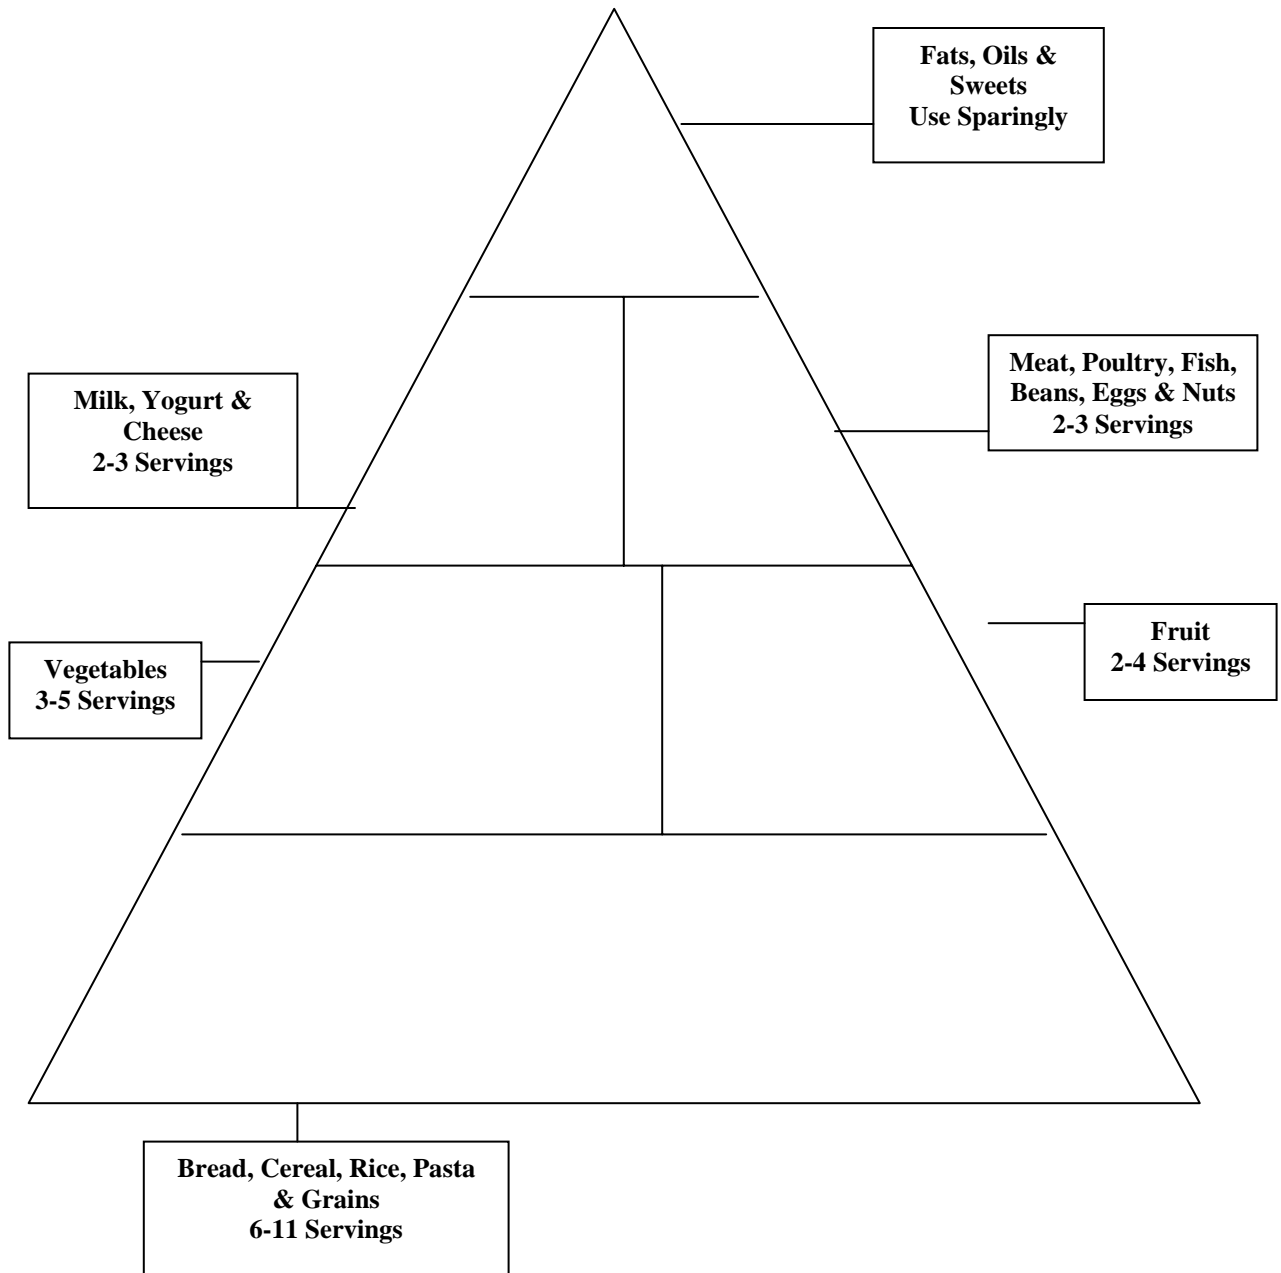 Fats, Oils &
Sweets
Use Sparingly
Meat, Poultry, Fish,
Beans, Eggs & Nuts
2-3 Servings
Milk, Yogurt &
Cheese
2-3 Servings
Fruit
2-4 Servings
Vegetables
3-5 Servings
Bread, Cereal, Rice, Pasta
& Grains
6-11 Servings